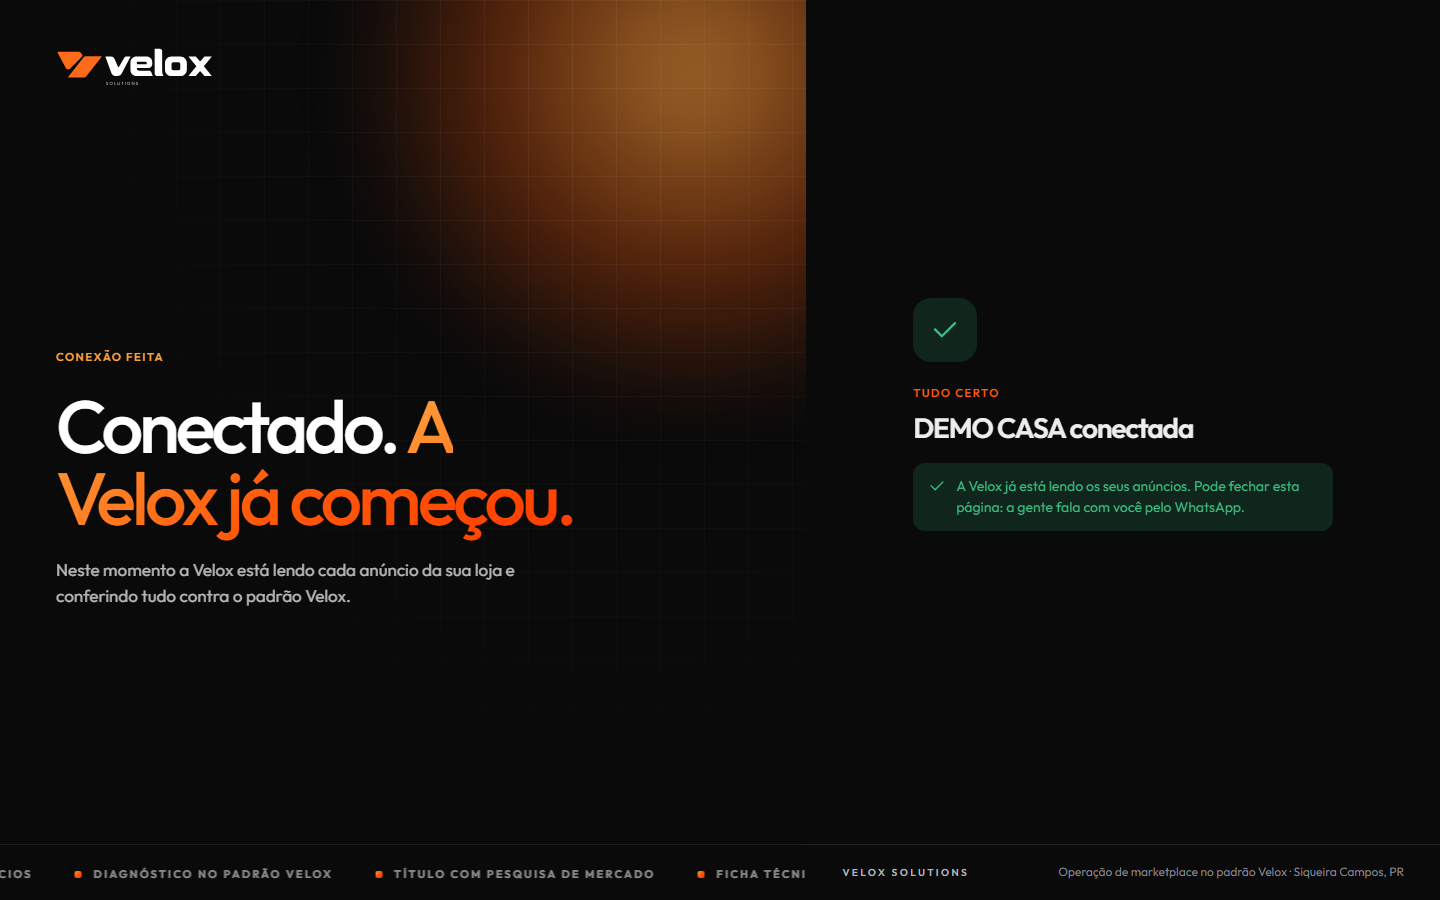 velox
SOLUTIONS
CONEXÃO FEITA
Conectado. A
Velox já começou.
Neste momento a Velox está lendo cada anúncio da sua loja e
conferindo tudo contra o padrão Velox.
TUDO CERTO
DEMO CASA conectada
A Velox já está lendo os seus anúncios. Pode fechar esta
página: a gente fala com você pelo WhatsApp.
CIOS
DIAGNÓSTICO NO PADRÃO VELOX
TÍTULO COM PESQUISA DE MERCADO
FICHA TÉCNI
VELOX SOLUTIONS
Operação de marketplace no padrão Velox · Siqueira Campos, PR